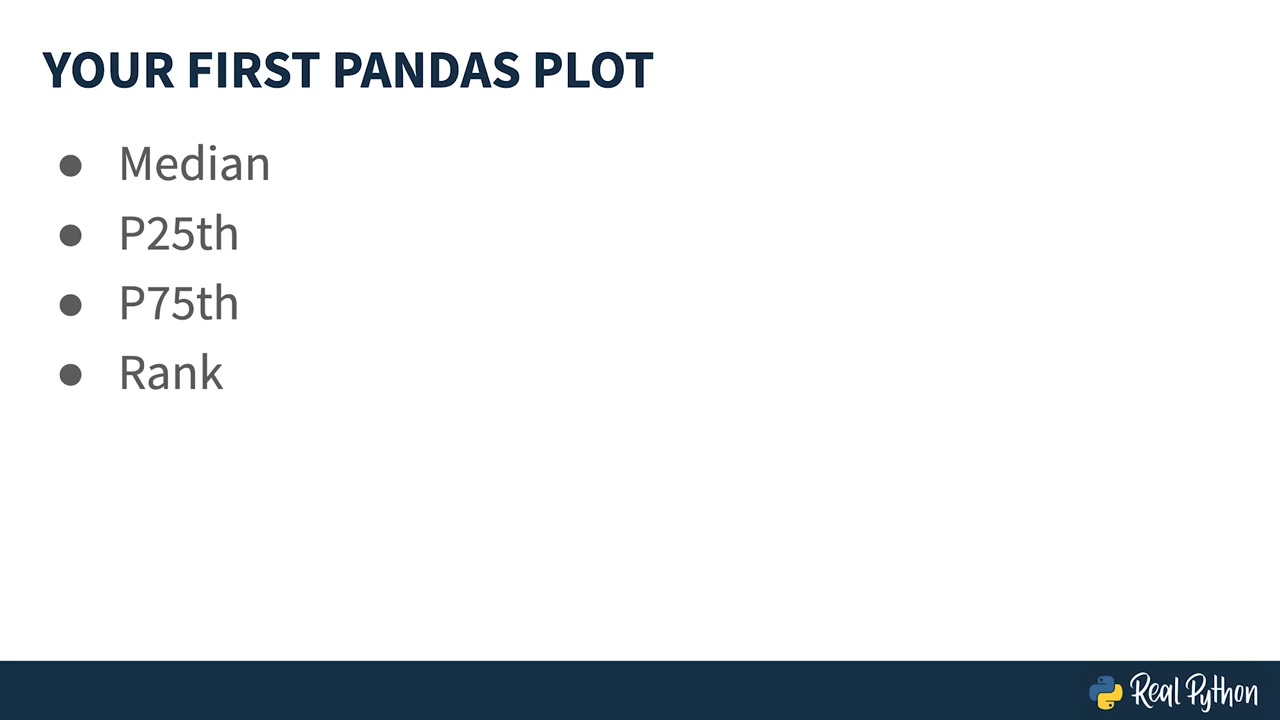 YOUR FIRST PANDAS PLOT
● Median
● P25th
● P75th
● Rank
Real Python